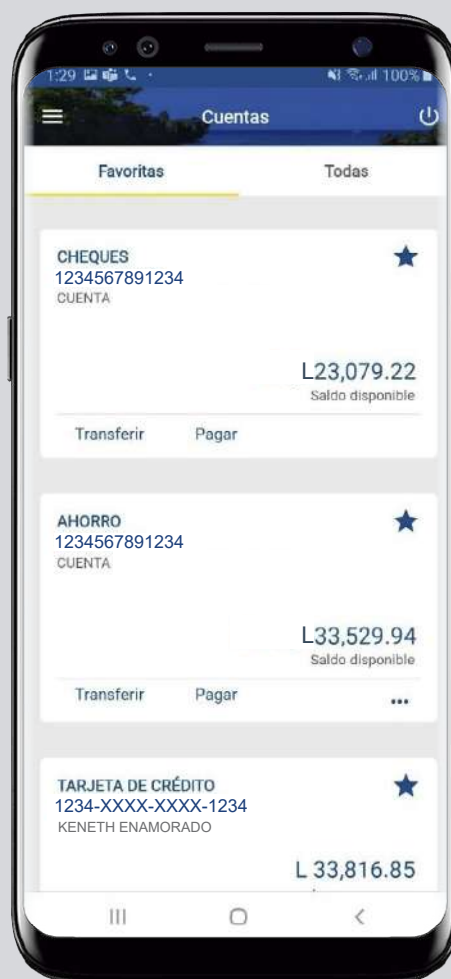 1:29 100%
Cuentas
Favoritas Todas
CHEQUES
1234567891234
CUENTA
L23,079.22
Saldo disponible
Transferir Pagar
AHORRO
1234567891234
CUENTA
L33,529.94
Saldo disponible
Transferir Pagar
TARJETA DE CRÉDITO
1234-XXXX-XXXX-1234
KENETH ENAMORADO
L 33,816.85